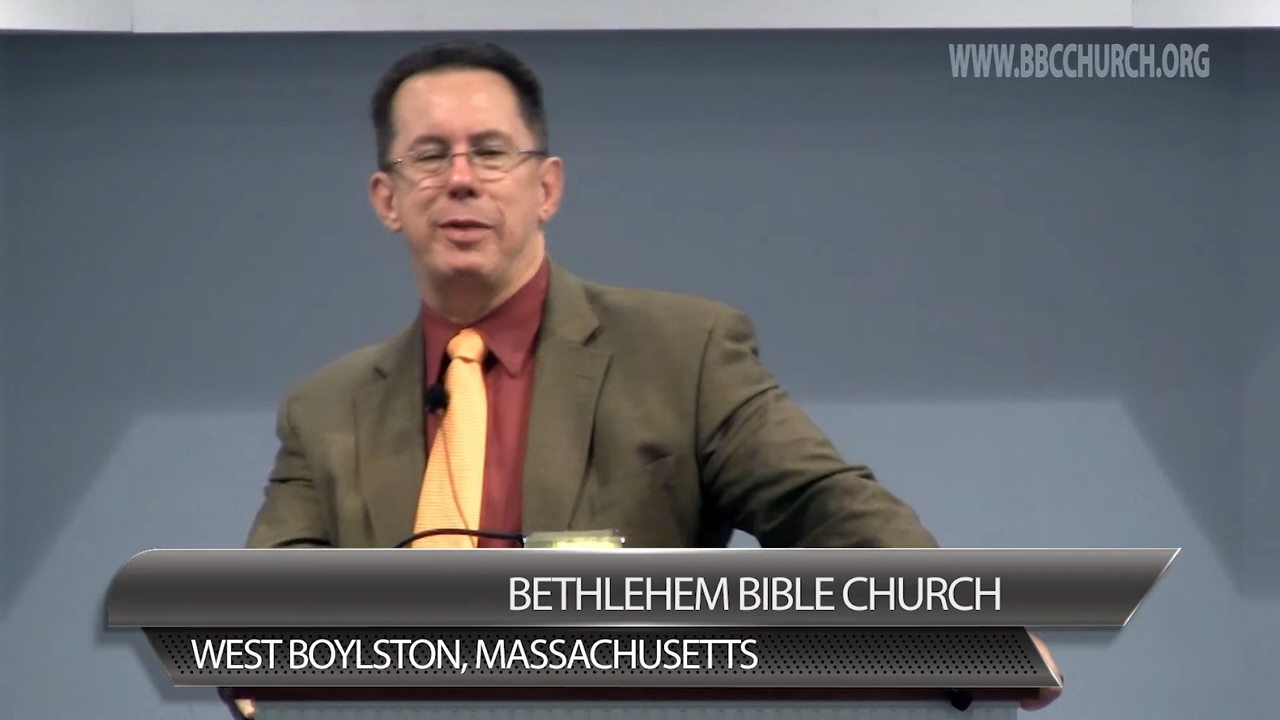 WWW.BBCCHURCH.ORG
BETHLEHEM BIBLE CHURCH
WEST BOYLSTON, MASSACHUSETTS